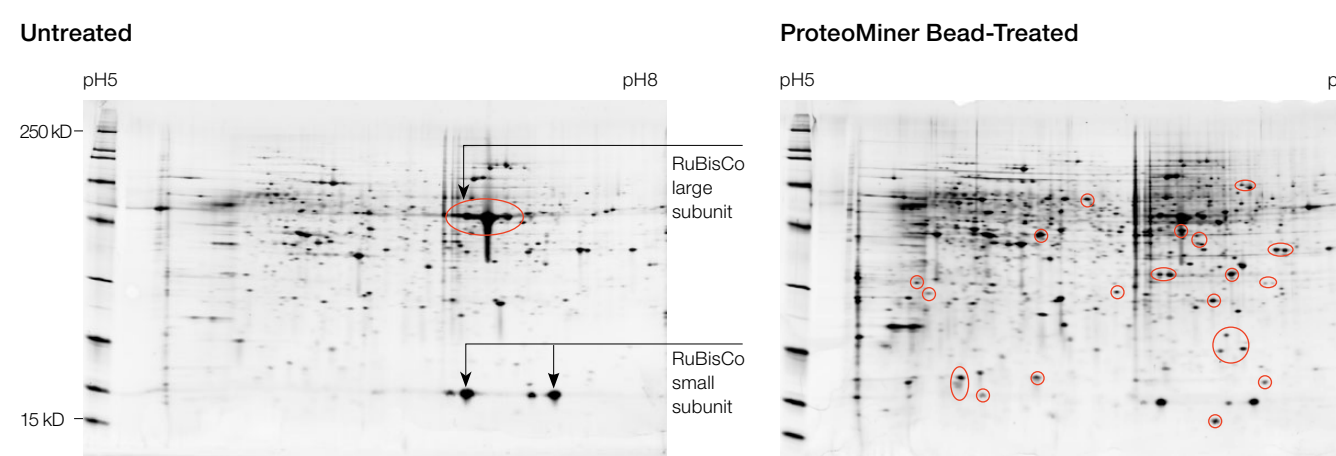 Untreated
ProteoMiner Bead-Treated
pH5
pH8
pH5
p
250 kD
RuBisCo
large
subunit
RuBisCo
small
subunit
15 kD